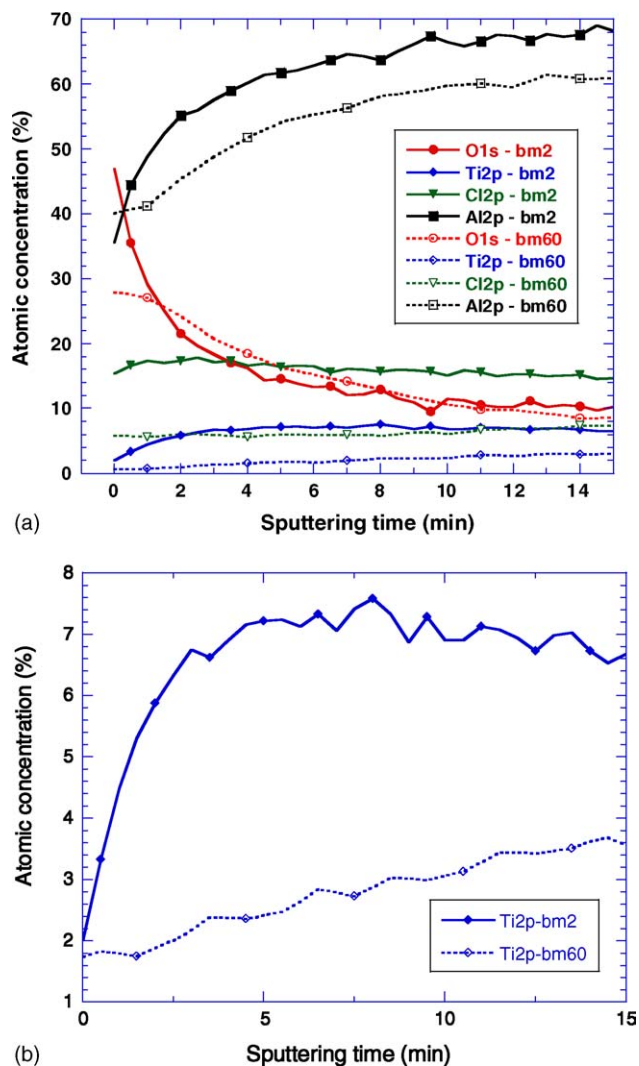 70
60
50
40
30
20
10
0
Atomic concentration (%)
O1s - bm2
Ti2p - bm2
Cl2p - bm2
Al2p - bm2
O1s - bm60
Ti2p - bm60
Cl2p - bm60
Al2p - bm60
0 2 4 6 8 10 12 14
(a)
Sputtering time (min)
8
7
6
5
4
3
2
1
Atomic concentration (%)
Ti2p-bm2
Ti2p-bm60
0 5 10 15
(b)
Sputtering time (min)